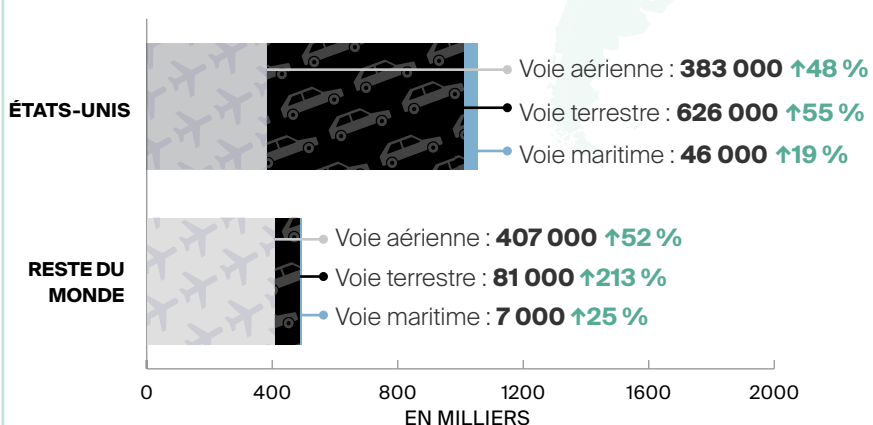 ÉTATS-UNIS
Voie aérienne : 383 000 ↑48 %
Voie terrestre : 626 000 ↑55 %
Voie maritime : 46 000 ↑19 %
RESTE DU
MONDE
Voie aérienne : 407 000 ↑52 %
Voie terrestre : 81 000 ↑213 %
Voie maritime : 7 000 ↑25 %
0 400 800 1200 1600 2000
EN MILLIERS